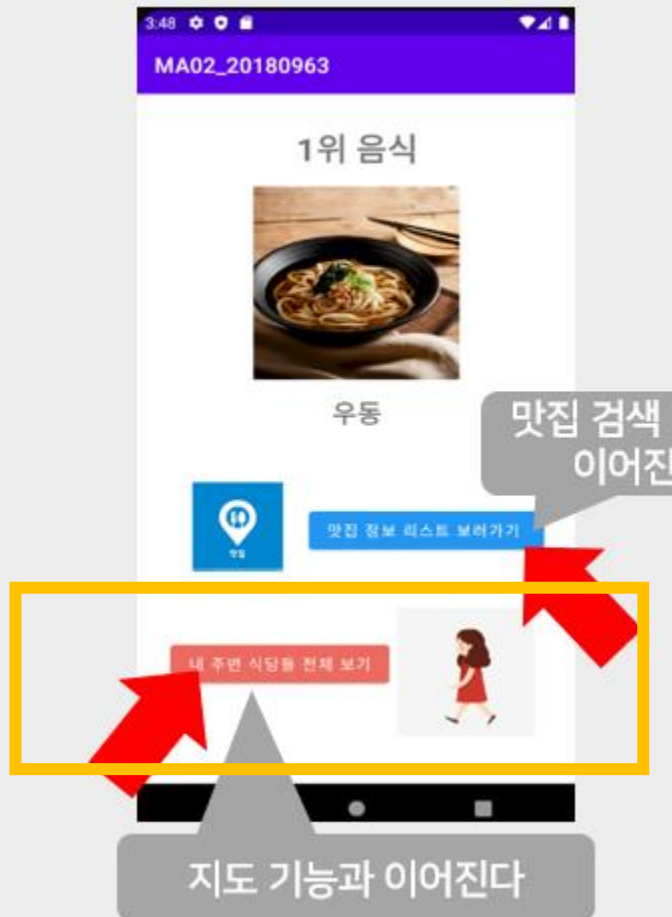 3:48
MA02_20180963
1위 음식
우동
맛집 검색
이어진
맛집
맛집 정보 리스트 보러가기
내 주변 식당들 전체 보기
지도 기능과 이어진다